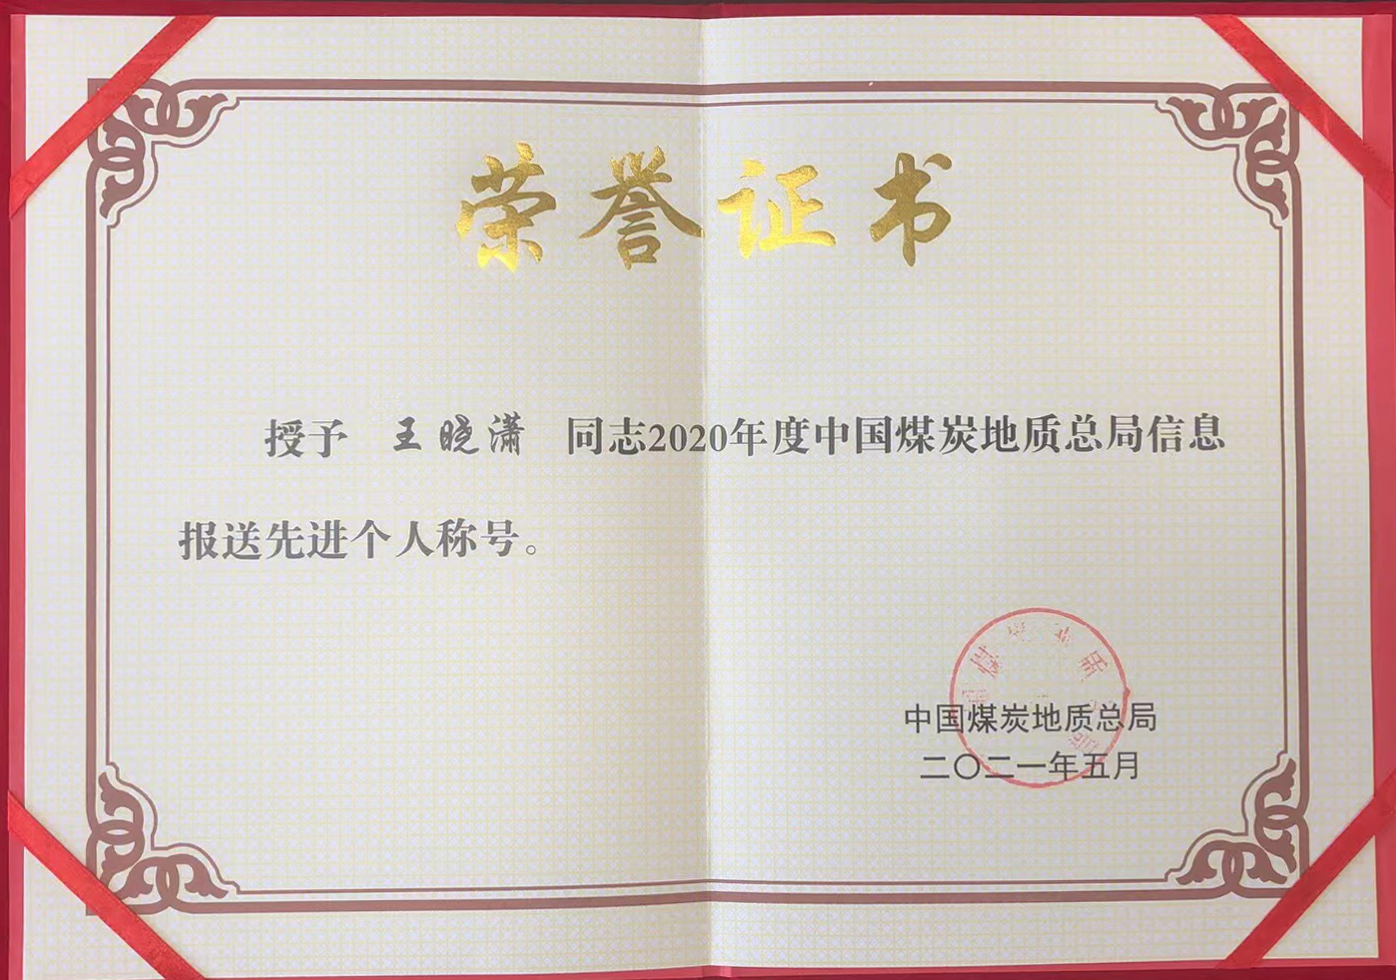 荣誉证书
授予 王晓潇 同志2020年度中国煤炭地质总局信息
报送先进个人称号。
中国煤炭地质总局
二〇二一年五月